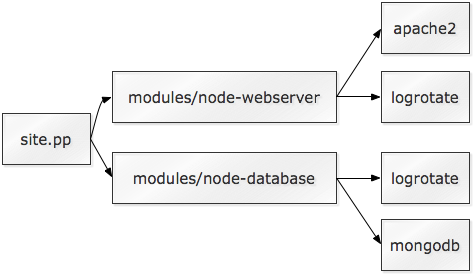 site.pp
modules/node-webserver
apache2
logrotate
modules/node-database
logrotate
mongodb